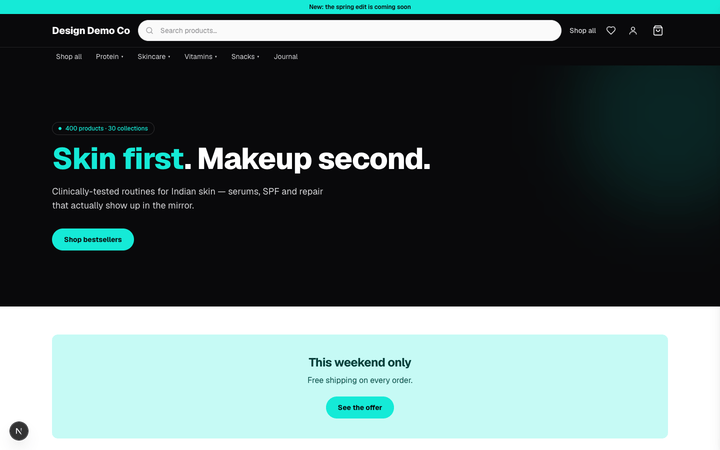 New: the spring edit is coming soon
Design Demo Co
Search products...
Shop all
Shop all
Protein
Skincare
Vitamins
Snacks
Journal
400 products · 30 collections
Skin first. Makeup second.
Clinically-tested routines for Indian skin — serums, SPF and repair
that actually show up in the mirror.
Shop bestsellers
This weekend only
Free shipping on every order.
See the offer
N